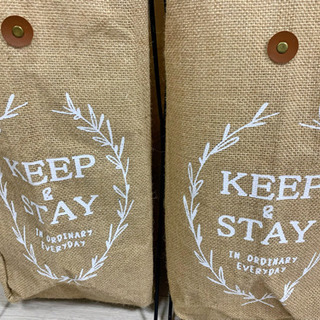 KEEP
&
STAY
IN ORDINARY
EVERYDAY
KEEP
&
STAY
IN ORDINARY
EVERYDAY